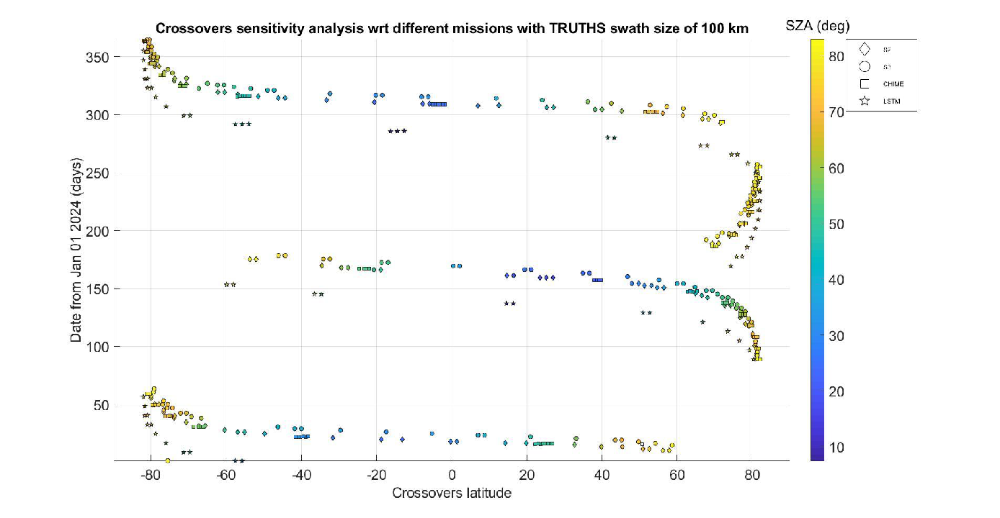 Crossovers sensitivity analysis wrt different missions with TRUTHS swath size of 100 km
SZA (deg)
S2
S3
CHIME
LSTM
80
70
60
50
40
30
20
10
Date from Jan 01 2024 (days)
350
300
250
200
150
100
50
-80 -60 -40 -20 0 20 40 60 80
Crossovers latitude